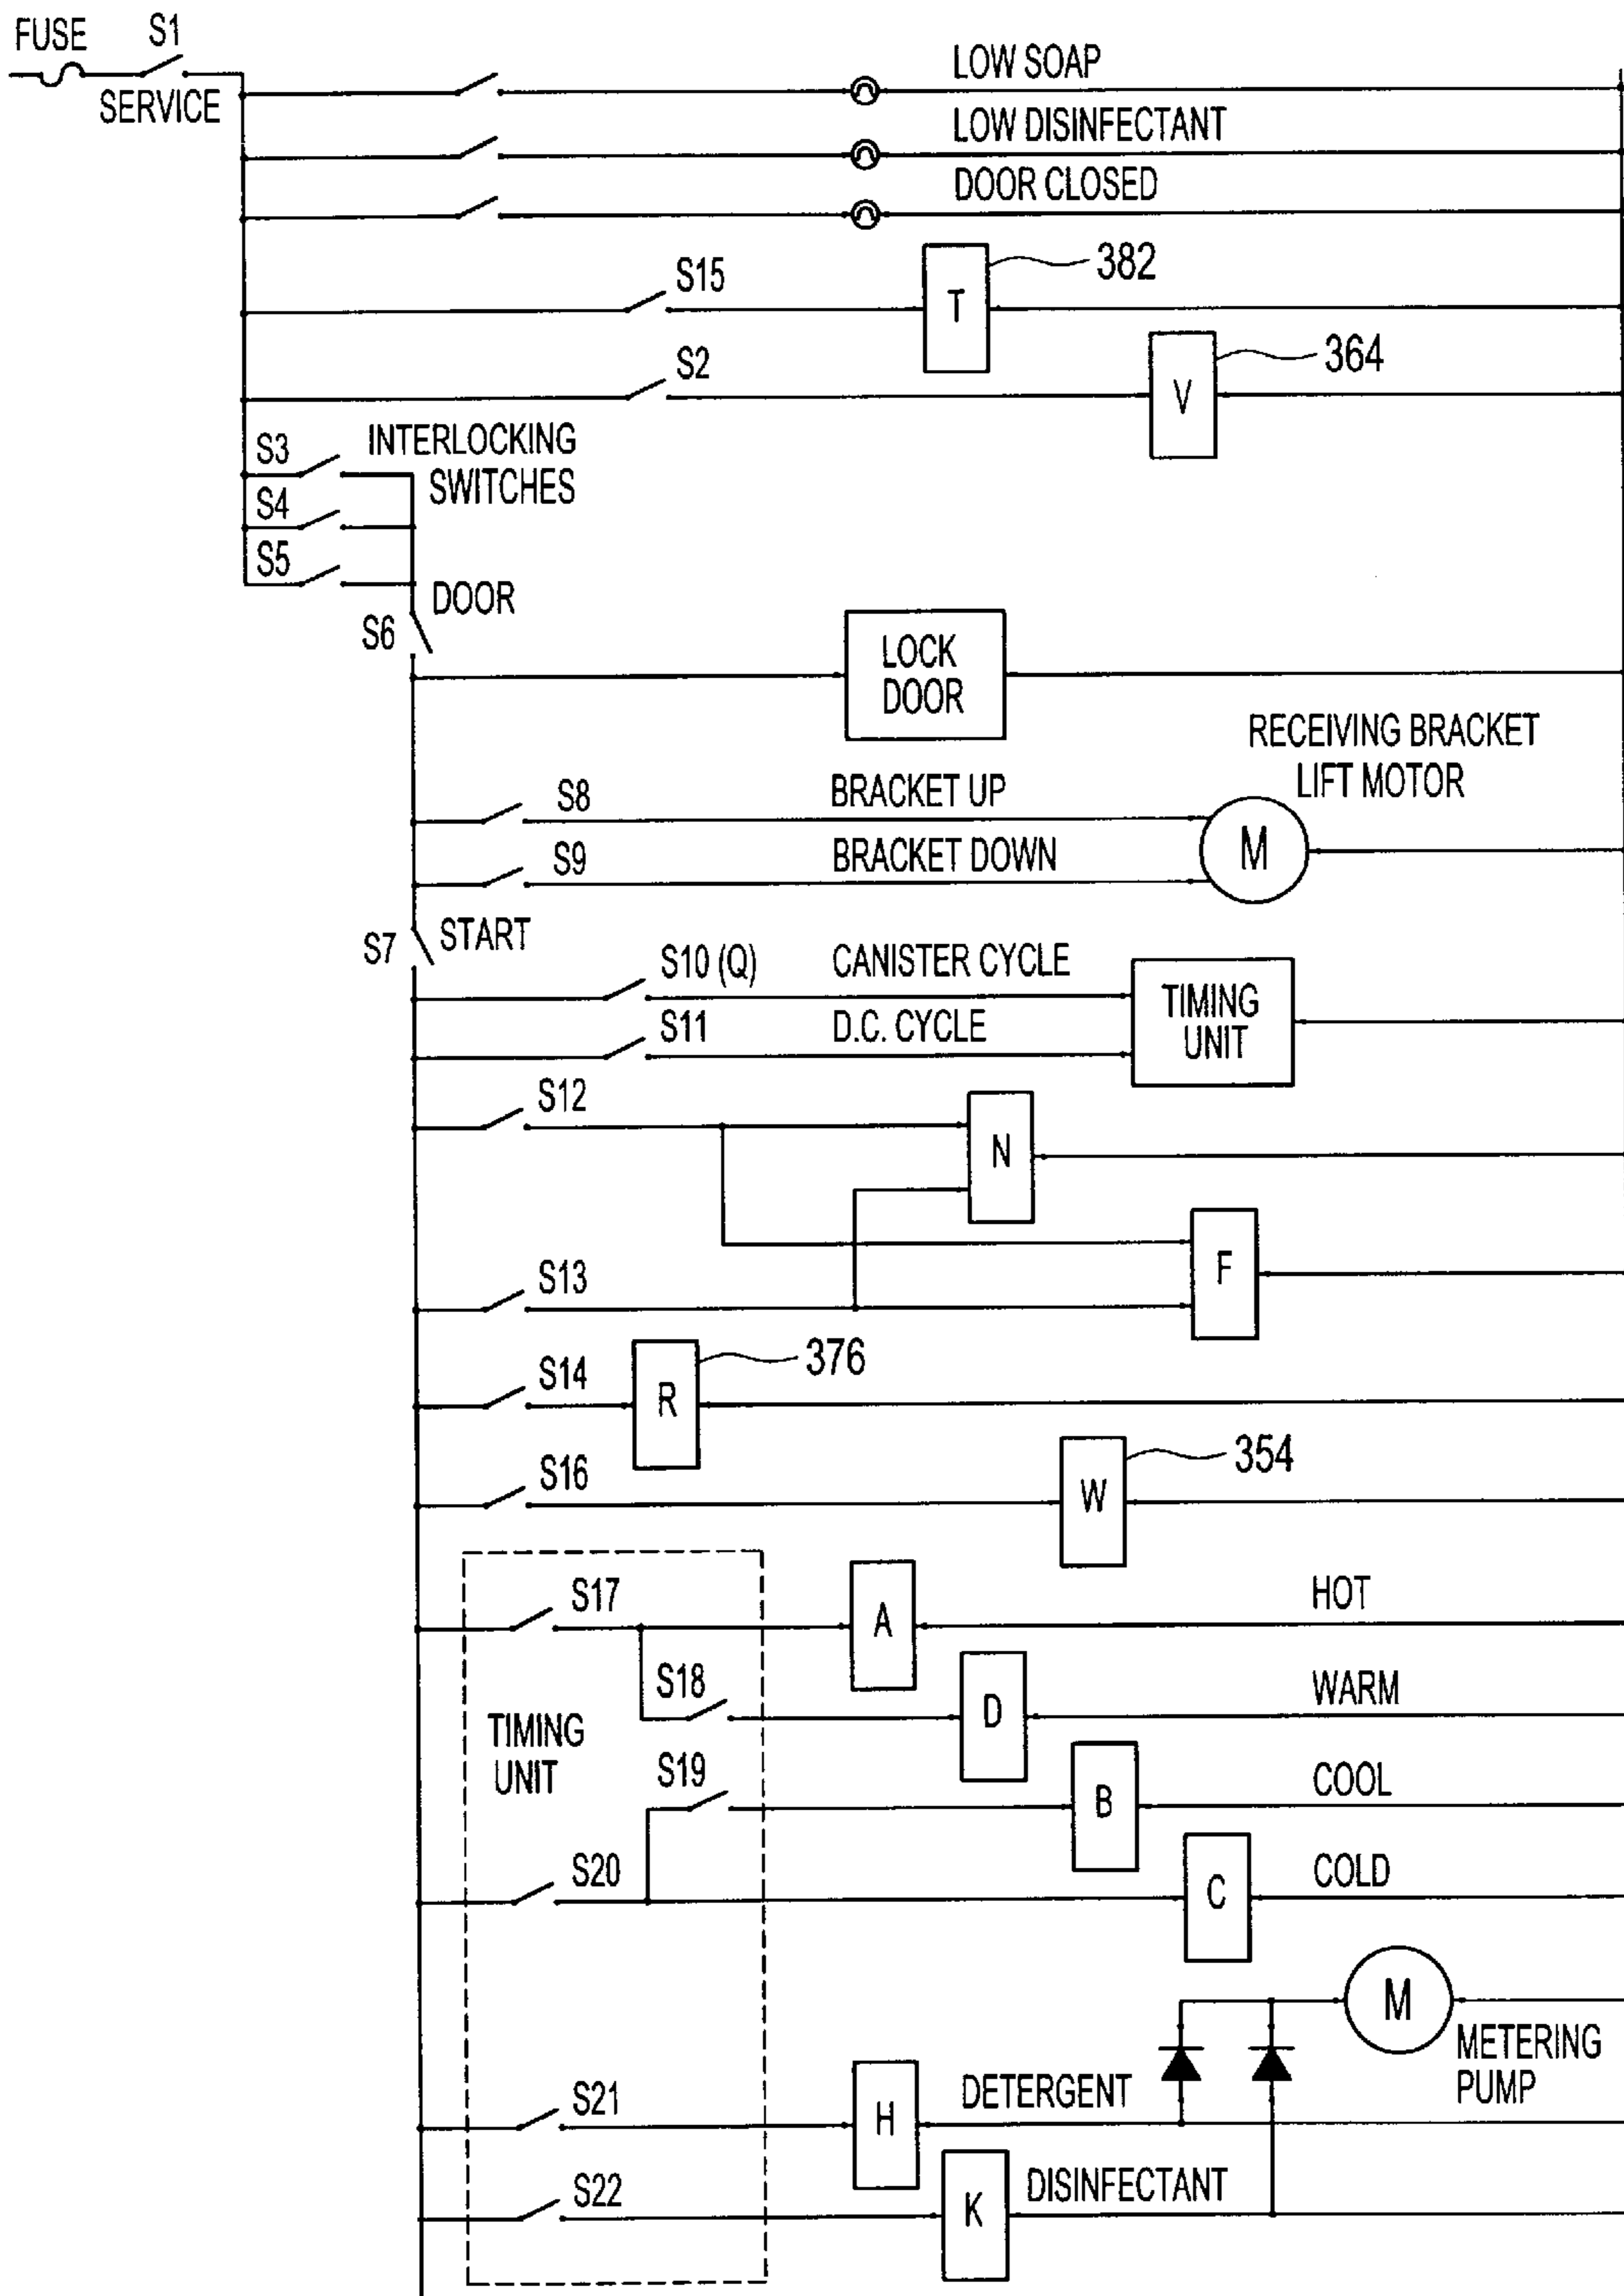 FUSE
S1
SERVICE
LOW SOAP
LOW DISINFECTANT
DOOR CLOSED
S15
T
382
S2
V
364
S3
INTERLOCKING
SWITCHES
S4
S5
DOOR
S6
LOCK
DOOR
RECEIVING BRACKET
LIFT MOTOR
S8
BRACKET UP
M
S9
BRACKET DOWN
S7
START
S10 (Q)
CANISTER CYCLE
TIMING
UNIT
S11
D.C. CYCLE
S12
N
F
S13
S14
R
376
S16
W
354
S17
A
HOT
S18
D
WARM
TIMING
UNIT
S19
B
COOL
S20
C
COLD
M
METERING
PUMP
S21
H
DETERGENT
S22
K
DISINFECTANT